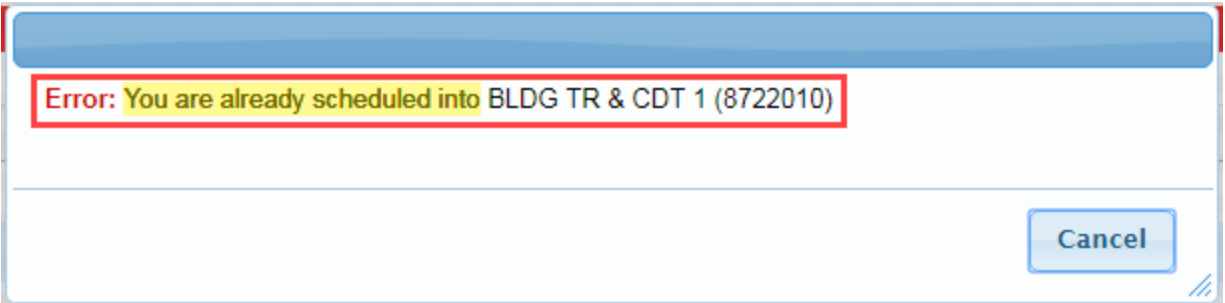 Error: You are already scheduled into BLDG TR & CDT 1 (8722010)
Cancel